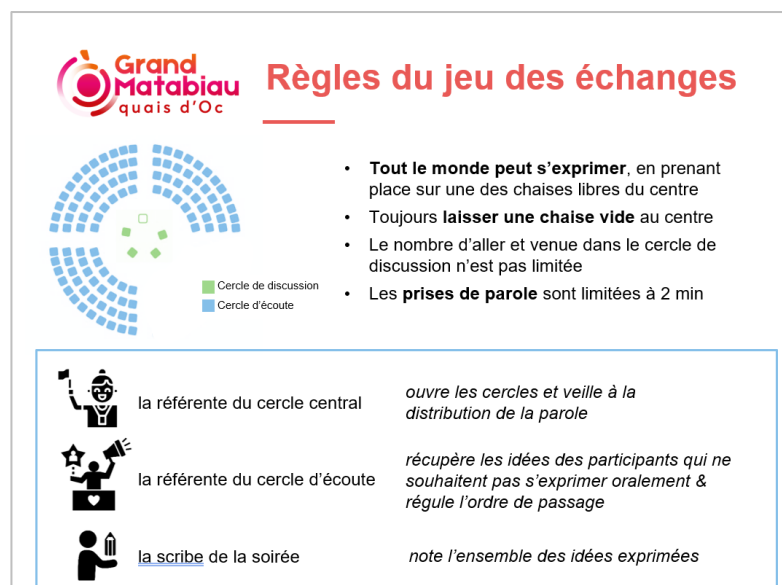 Grand
Matabiau
quais d'Oc
Règles du jeu des échanges
• Tout le monde peut s'exprimer, en prenant
place sur une des chaises libres du centre
• Toujours laisser une chaise vide au centre
• Le nombre d'aller et venue dans le cercle de
discussion n'est pas limitée
• Les prises de parole sont limitées à 2 min
Cercle de discussion
Cercle d'écoute
la référente du cercle central
ouvre les cercles et veille à la
distribution de la parole
la référente du cercle d'écoute
récupère les idées des participants qui ne
souhaitent pas s'exprimer oralement &
régule l'ordre de passage
la scribe de la soirée
note l'ensemble des idées exprimées